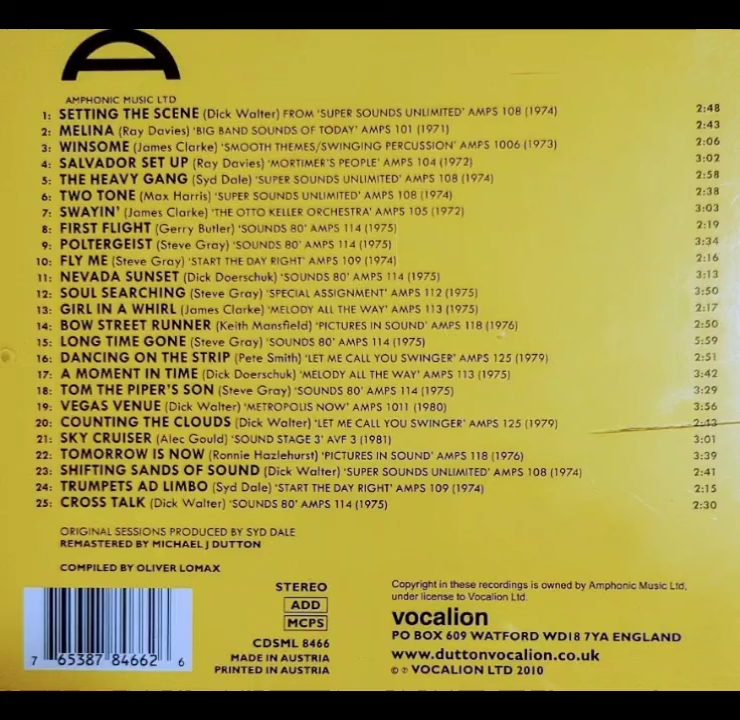 AMPHONIC MUSIC LTD
1: SETTING THE SCENE (Dick Walter) FROM 'SUPER SOUNDS UNLIMITED' AMPS 108 (1974) 2:48
2: MELINA (Ray Davies) 'BIG BAND SOUNDS OF TODAY' AMPS 101 (1971) 2:43
3: WINSOME (James Clarke) 'SMOOTH THEMES/SWINGING PERCUSSION' AMPS 1006 (1973) 2:06
4: SALVADOR SET UP (Ray Davies) 'MORTIMER'S PEOPLE' AMPS 104 (1972) 3:02
5: THE HEAVY GANG (Syd Dale) 'SUPER SOUNDS UNLIMITED' AMPS 108 (1974) 2:58
6: TWO TONE (Max Harris) 'SUPER SOUNDS UNLIMITED' AMPS 108 (1974) 2:38
7: SWAYIN' (James Clarke) 'THE OTTO KELLER ORCHESTRA' AMPS 105 (1972) 3:03
8: FIRST FLIGHT (Gerry Butler) 'SOUNDS 80' AMPS 114 (1975) 2:19
9: POLTERGEIST (Steve Gray) 'SOUNDS 80' AMPS 114 (1975) 3:34
10: FLY ME (Steve Gray) 'START THE DAY RIGHT' AMPS 109 (1974) 2:16
11: NEVADA SUNSET (Dick Doerschuk) 'SOUNDS 80' AMPS 114 (1975) 3:13
12: SOUL SEARCHING (Steve Gray) 'SPECIAL ASSIGNMENT' AMPS 112 (1975) 3:50
13: GIRL IN A WHIRL (James Clarke) 'MELODY ALL THE WAY' AMPS 113 (1975) 2:17
14: BOW STREET RUNNER (Keith Mansfield) 'PICTURES IN SOUND' AMPS 118 (1976) 2:50
15: LONG TIME GONE (Steve Gray) 'SOUNDS 80' AMPS 114 (1975) 5:59
16: DANCING ON THE STRIP (Pete Smith) 'LET ME CALL YOU SWINGER' AMPS 125 (1979) 2:51
17: A MOMENT IN TIME (Dick Doerschuk) 'MELODY ALL THE WAY' AMPS 113 (1975) 3:42
18: TOM THE PIPER'S SON (Steve Gray) 'SOUNDS 80' AMPS 114 (1975) 3:29
19: VEGAS VENUE (Dick Walter) 'METROPOLIS NOW' AMPS 1011 (1980) 3:56
20: COUNTING THE CLOUDS (Dick Walter) 'LET ME CALL YOU SWINGER' AMPS 125 (1979) 2:43
21: SKY CRUISER (Alec Gould) 'SOUND STAGE 3' AVF 3 (1981) 3:01
22: TOMORROW IS NOW (Ronnie Hazlehurst) 'PICTURES IN SOUND' AMPS 118 (1976) 3:39
23: SHIFTING SANDS OF SOUND (Dick Walter) 'SUPER SOUNDS UNLIMITED' AMPS 108 (1974) 2:41
24: TRUMPETS AD LIMBO (Syd Dale) 'START THE DAY RIGHT' AMPS 109 (1974) 2:15
25: CROSS TALK (Dick Walter) 'SOUNDS 80' AMPS 114 (1975) 2:30
ORIGINAL SESSIONS PRODUCED BY SYD DALE
REMASTERED BY MICHAEL J DUTTON
COMPILED BY OLIVER LOMAX
7 65387 84662 6
STEREO
ADD
MCPS
CDSML 8466
MADE IN AUSTRIA
PRINTED IN AUSTRIA
Copyright in these recordings is owned by Amphonic Music Ltd,
under license to Vocalion Ltd.
vocalion
PO BOX 609 WATFORD WD18 7YA ENGLAND
www.duttonvocalion.co.uk
© ℗ VOCALION LTD 2010